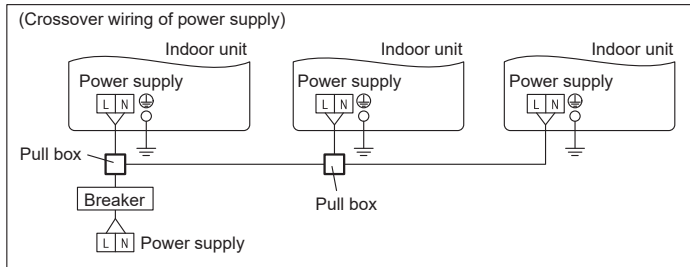 (Crossover wiring of power supply)
Indoor unit
Indoor unit
Indoor unit
Power supply
Power supply
Power supply
L N
L N
L N
Pull box
Pull box
Breaker
L N
Power supply